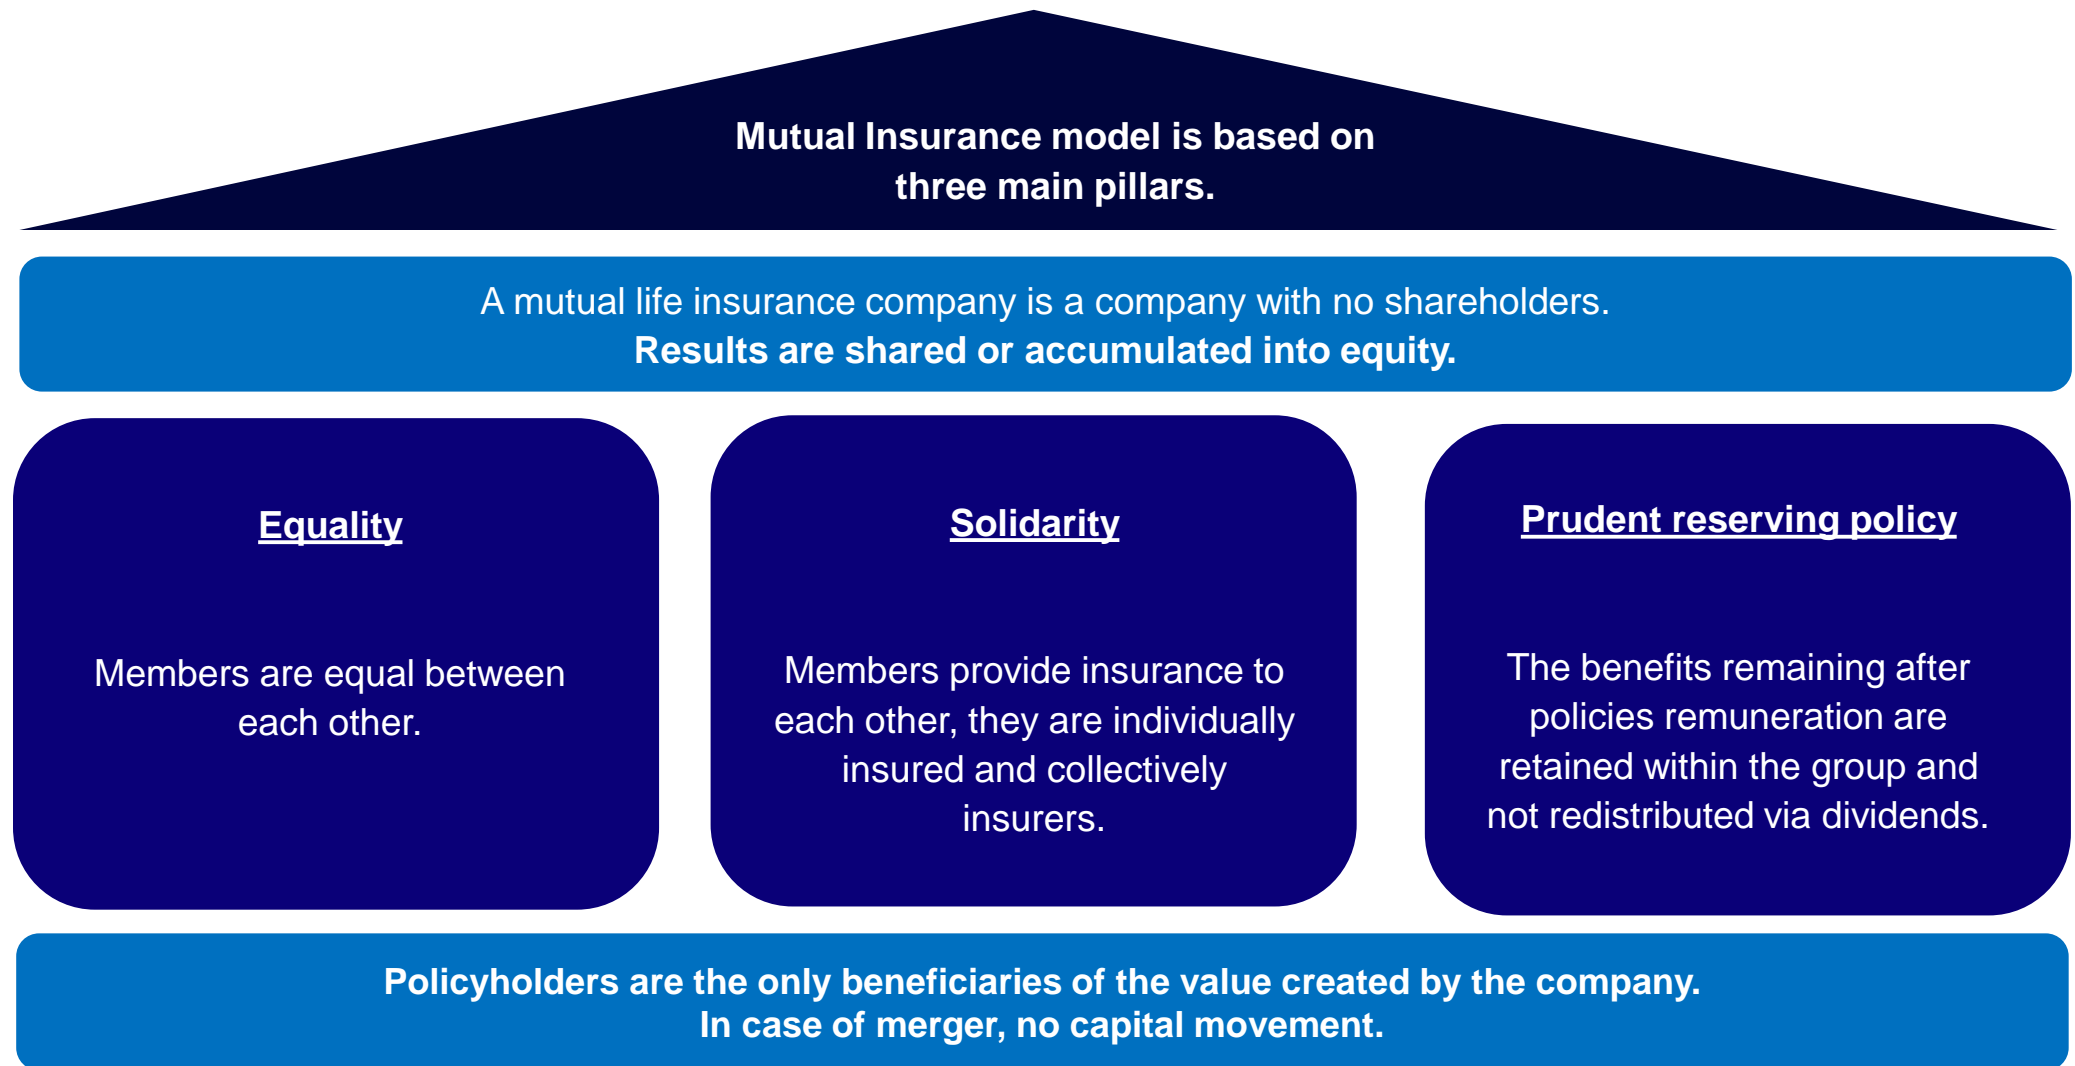 Mutual Insurance model is based on
three main pillars.
A mutual life insurance company is a company with no shareholders.
Results are shared or accumulated into equity.
Equality
Members are equal between
each other.
Solidarity
Members provide insurance to
each other, they are individually
insured and collectively
insurers.
Prudent reserving policy
The benefits remaining after
policies remuneration are
retained within the group and
not redistributed via dividends.
Policyholders are the only beneficiaries of the value created by the company.
In case of merger, no capital movement.